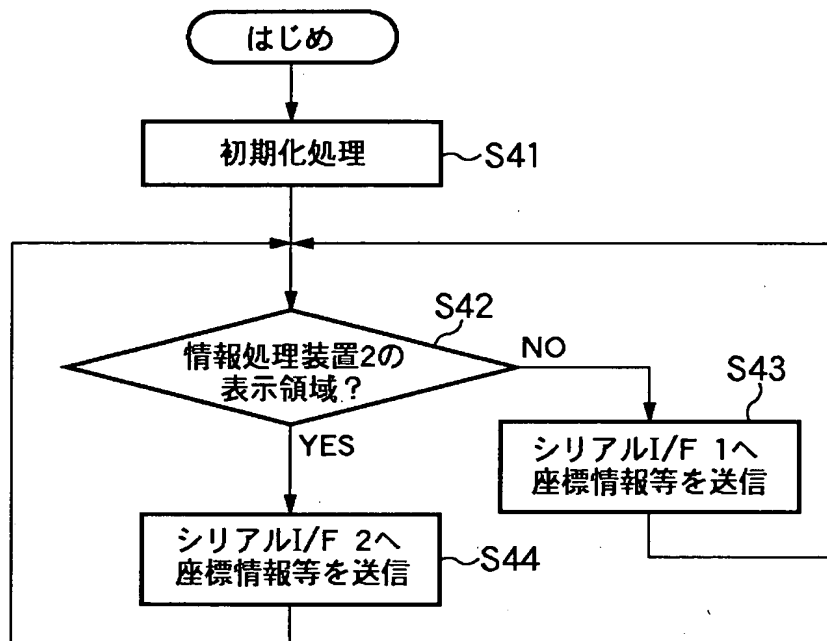 はじめ
初期化処理
S41
S42
情報処理装置2の
表示領域？
NO
YES
S43
シリアルI/F 1へ
座標情報等を送信
シリアルI/F 2へ
座標情報等を送信
S44